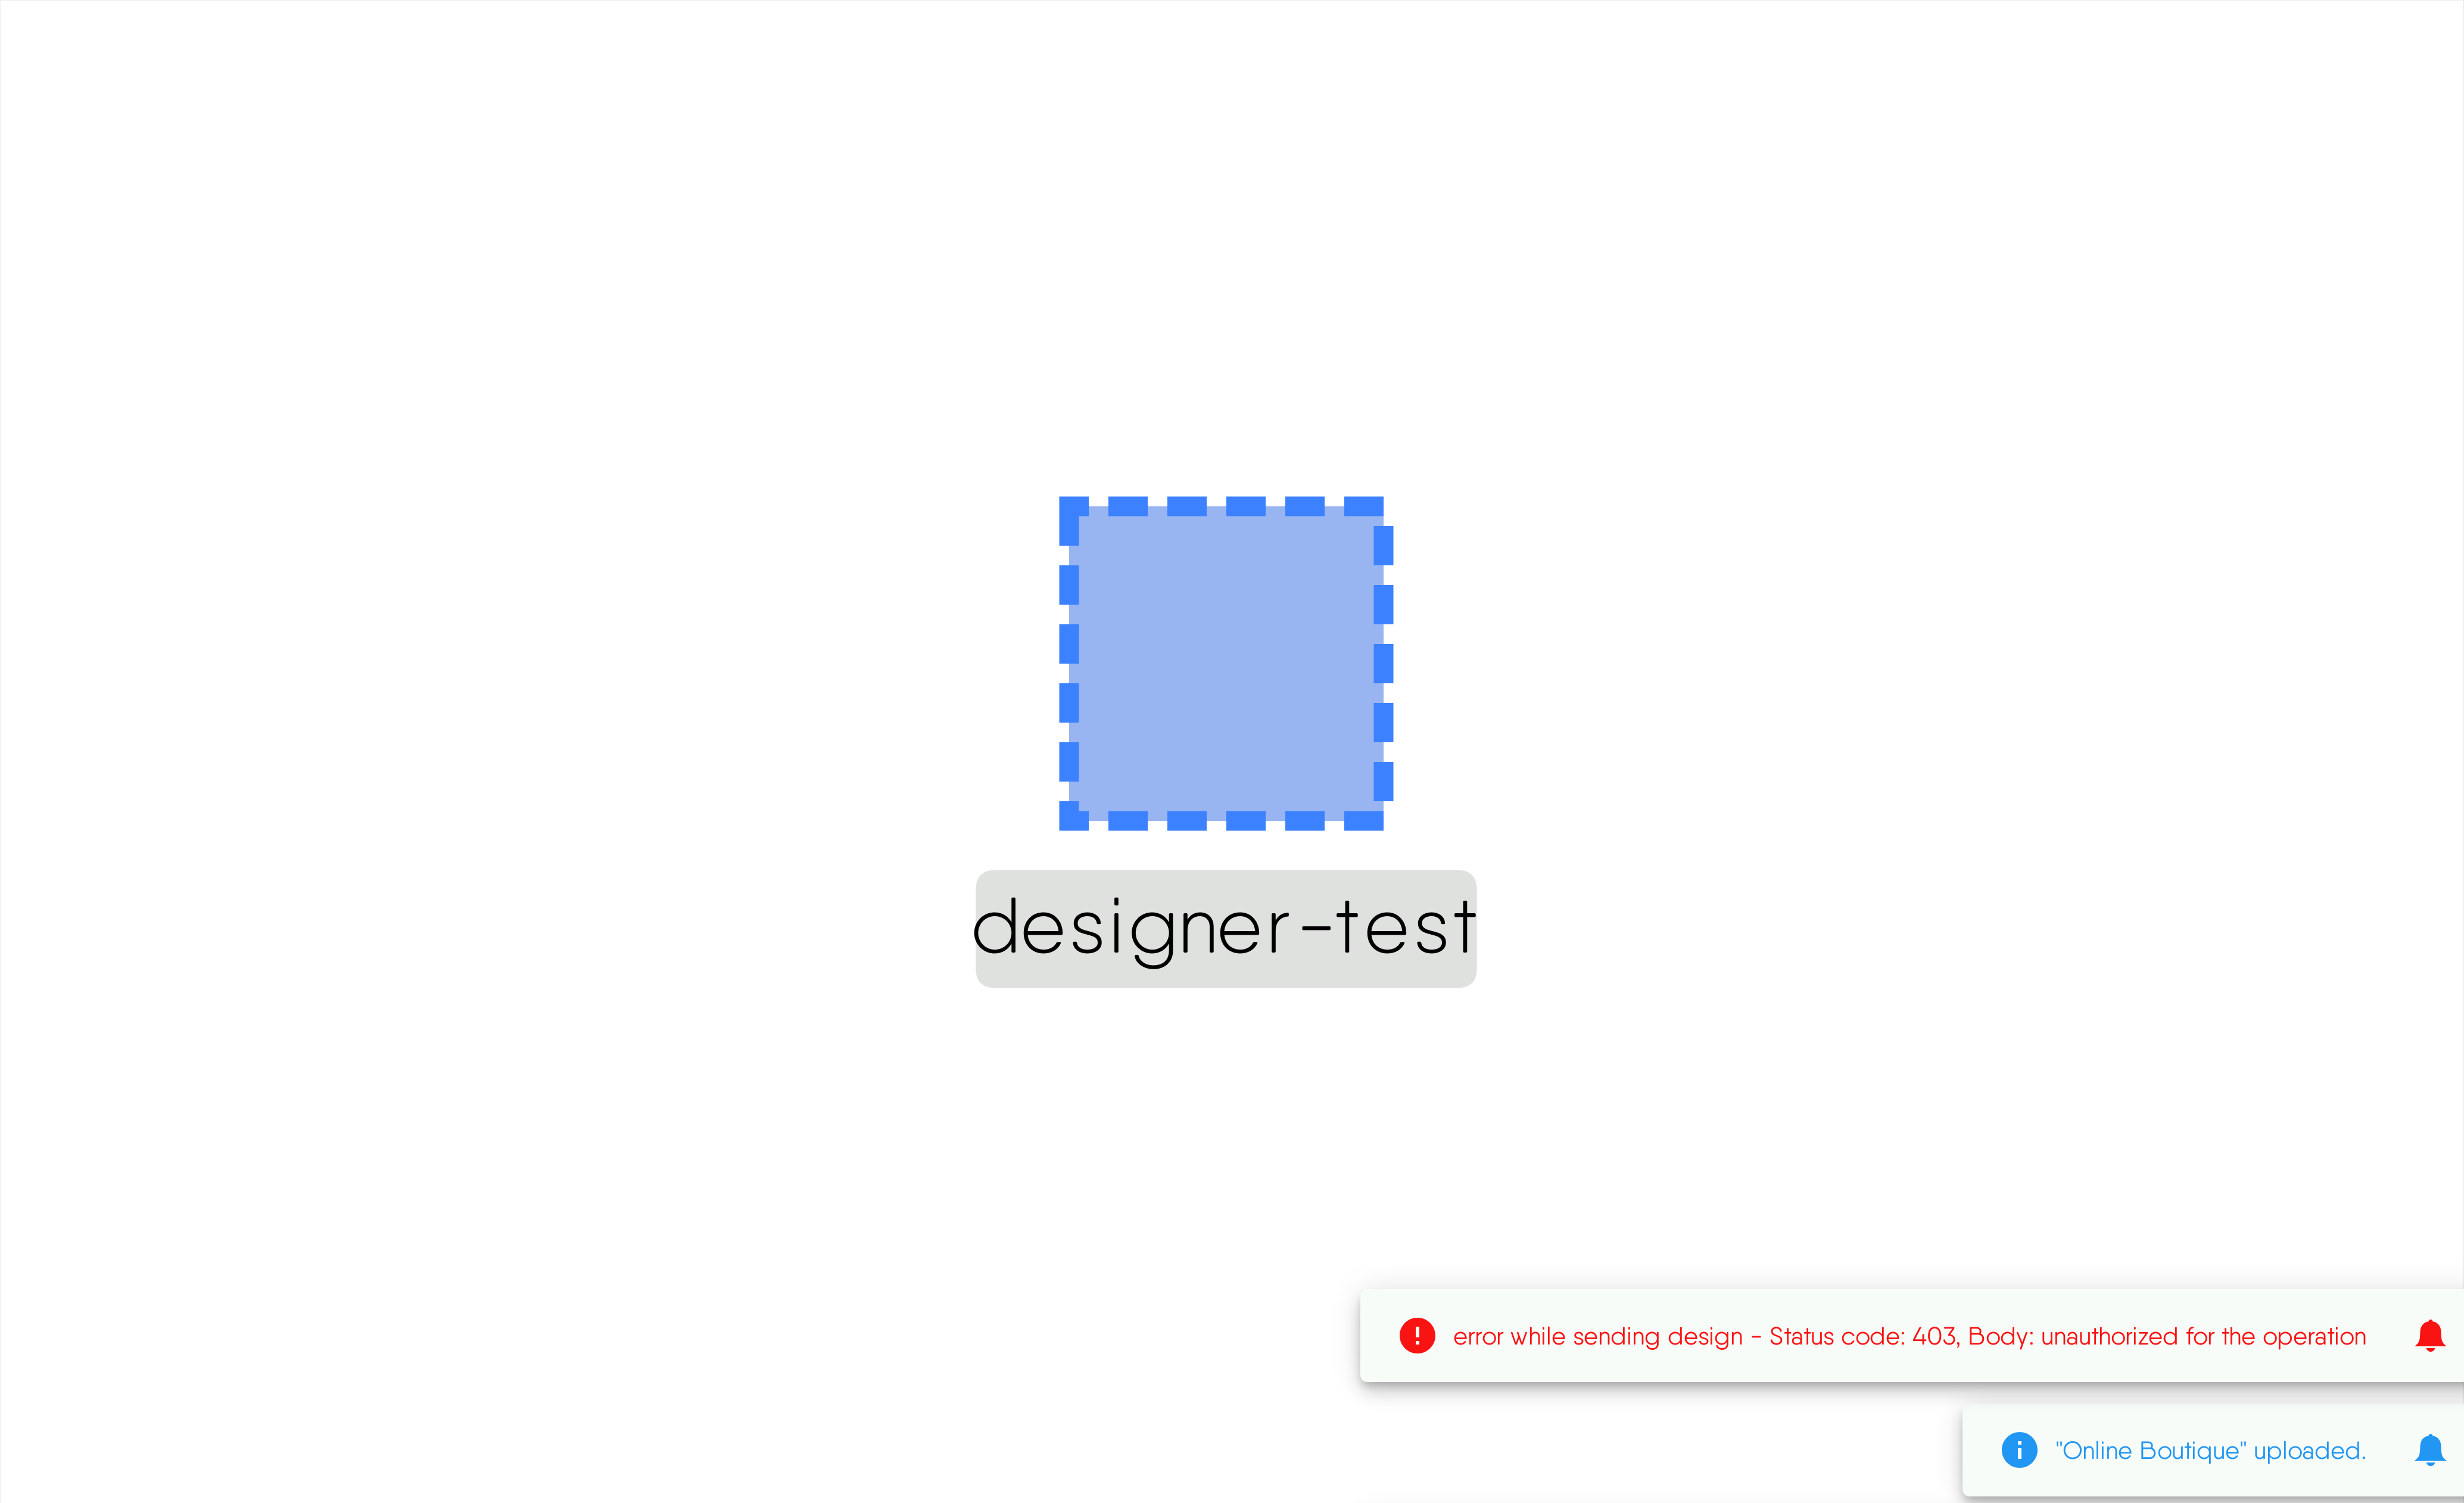 designer-test
error while sending design - Status code: 403, Body: unauthorized for the operation
"Online Boutique" uploaded.